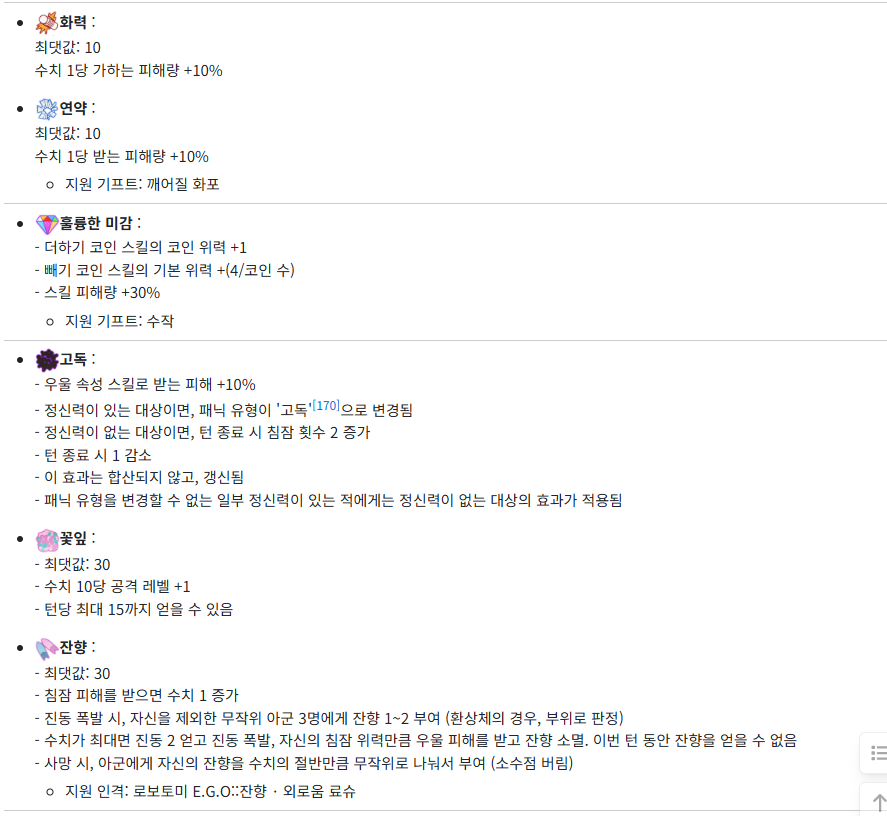 화력 :
최댓값: 10
수치 1당 가하는 피해량 +10%
연약 :
최댓값: 10
수치 1당 받는 피해량 +10%
지원 기프트: 깨어질 화포
훌륭한 미감 :
- 더하기 코인 스킬의 코인 위력 +1
- 빼기 코인 스킬의 기본 위력 +(4/코인 수)
- 스킬 피해량 +30%
지원 기프트: 수작
고독 :
- 우울 속성 스킬로 받는 피해 +10%
- 정신력이 있는 대상이면, 패닉 유형이 '고독'[170]으로 변경됨
- 정신력이 없는 대상이면, 턴 종료 시 침잠 횟수 2 증가
- 턴 종료 시 1 감소
- 이 효과는 합산되지 않고, 갱신됨
- 패닉 유형을 변경할 수 없는 일부 정신력이 있는 적에게는 정신력이 없는 대상의 효과가 적용됨
꽃잎 :
- 최댓값: 30
- 수치 10당 공격 레벨 +1
- 턴당 최대 15까지 얻을 수 있음
잔향 :
- 최댓값: 30
- 침잠 피해를 받으면 수치 1 증가
- 진동 폭발 시, 자신을 제외한 무작위 아군 3명에게 잔향 1~2 부여 (환상체의 경우, 부위로 판정)
- 수치가 최대면 진동 2 얻고 진동 폭발, 자신의 침잠 위력만큼 우울 피해를 받고 잔향 소멸. 이번 턴 동안 잔향을 얻을 수 없음
- 사망 시, 아군에게 자신의 잔향을 수치의 절반만큼 무작위로 나눠서 부여 (소수점 버림)
지원 인격: 로보토미 E.G.O::잔향 · 외로움 료슈